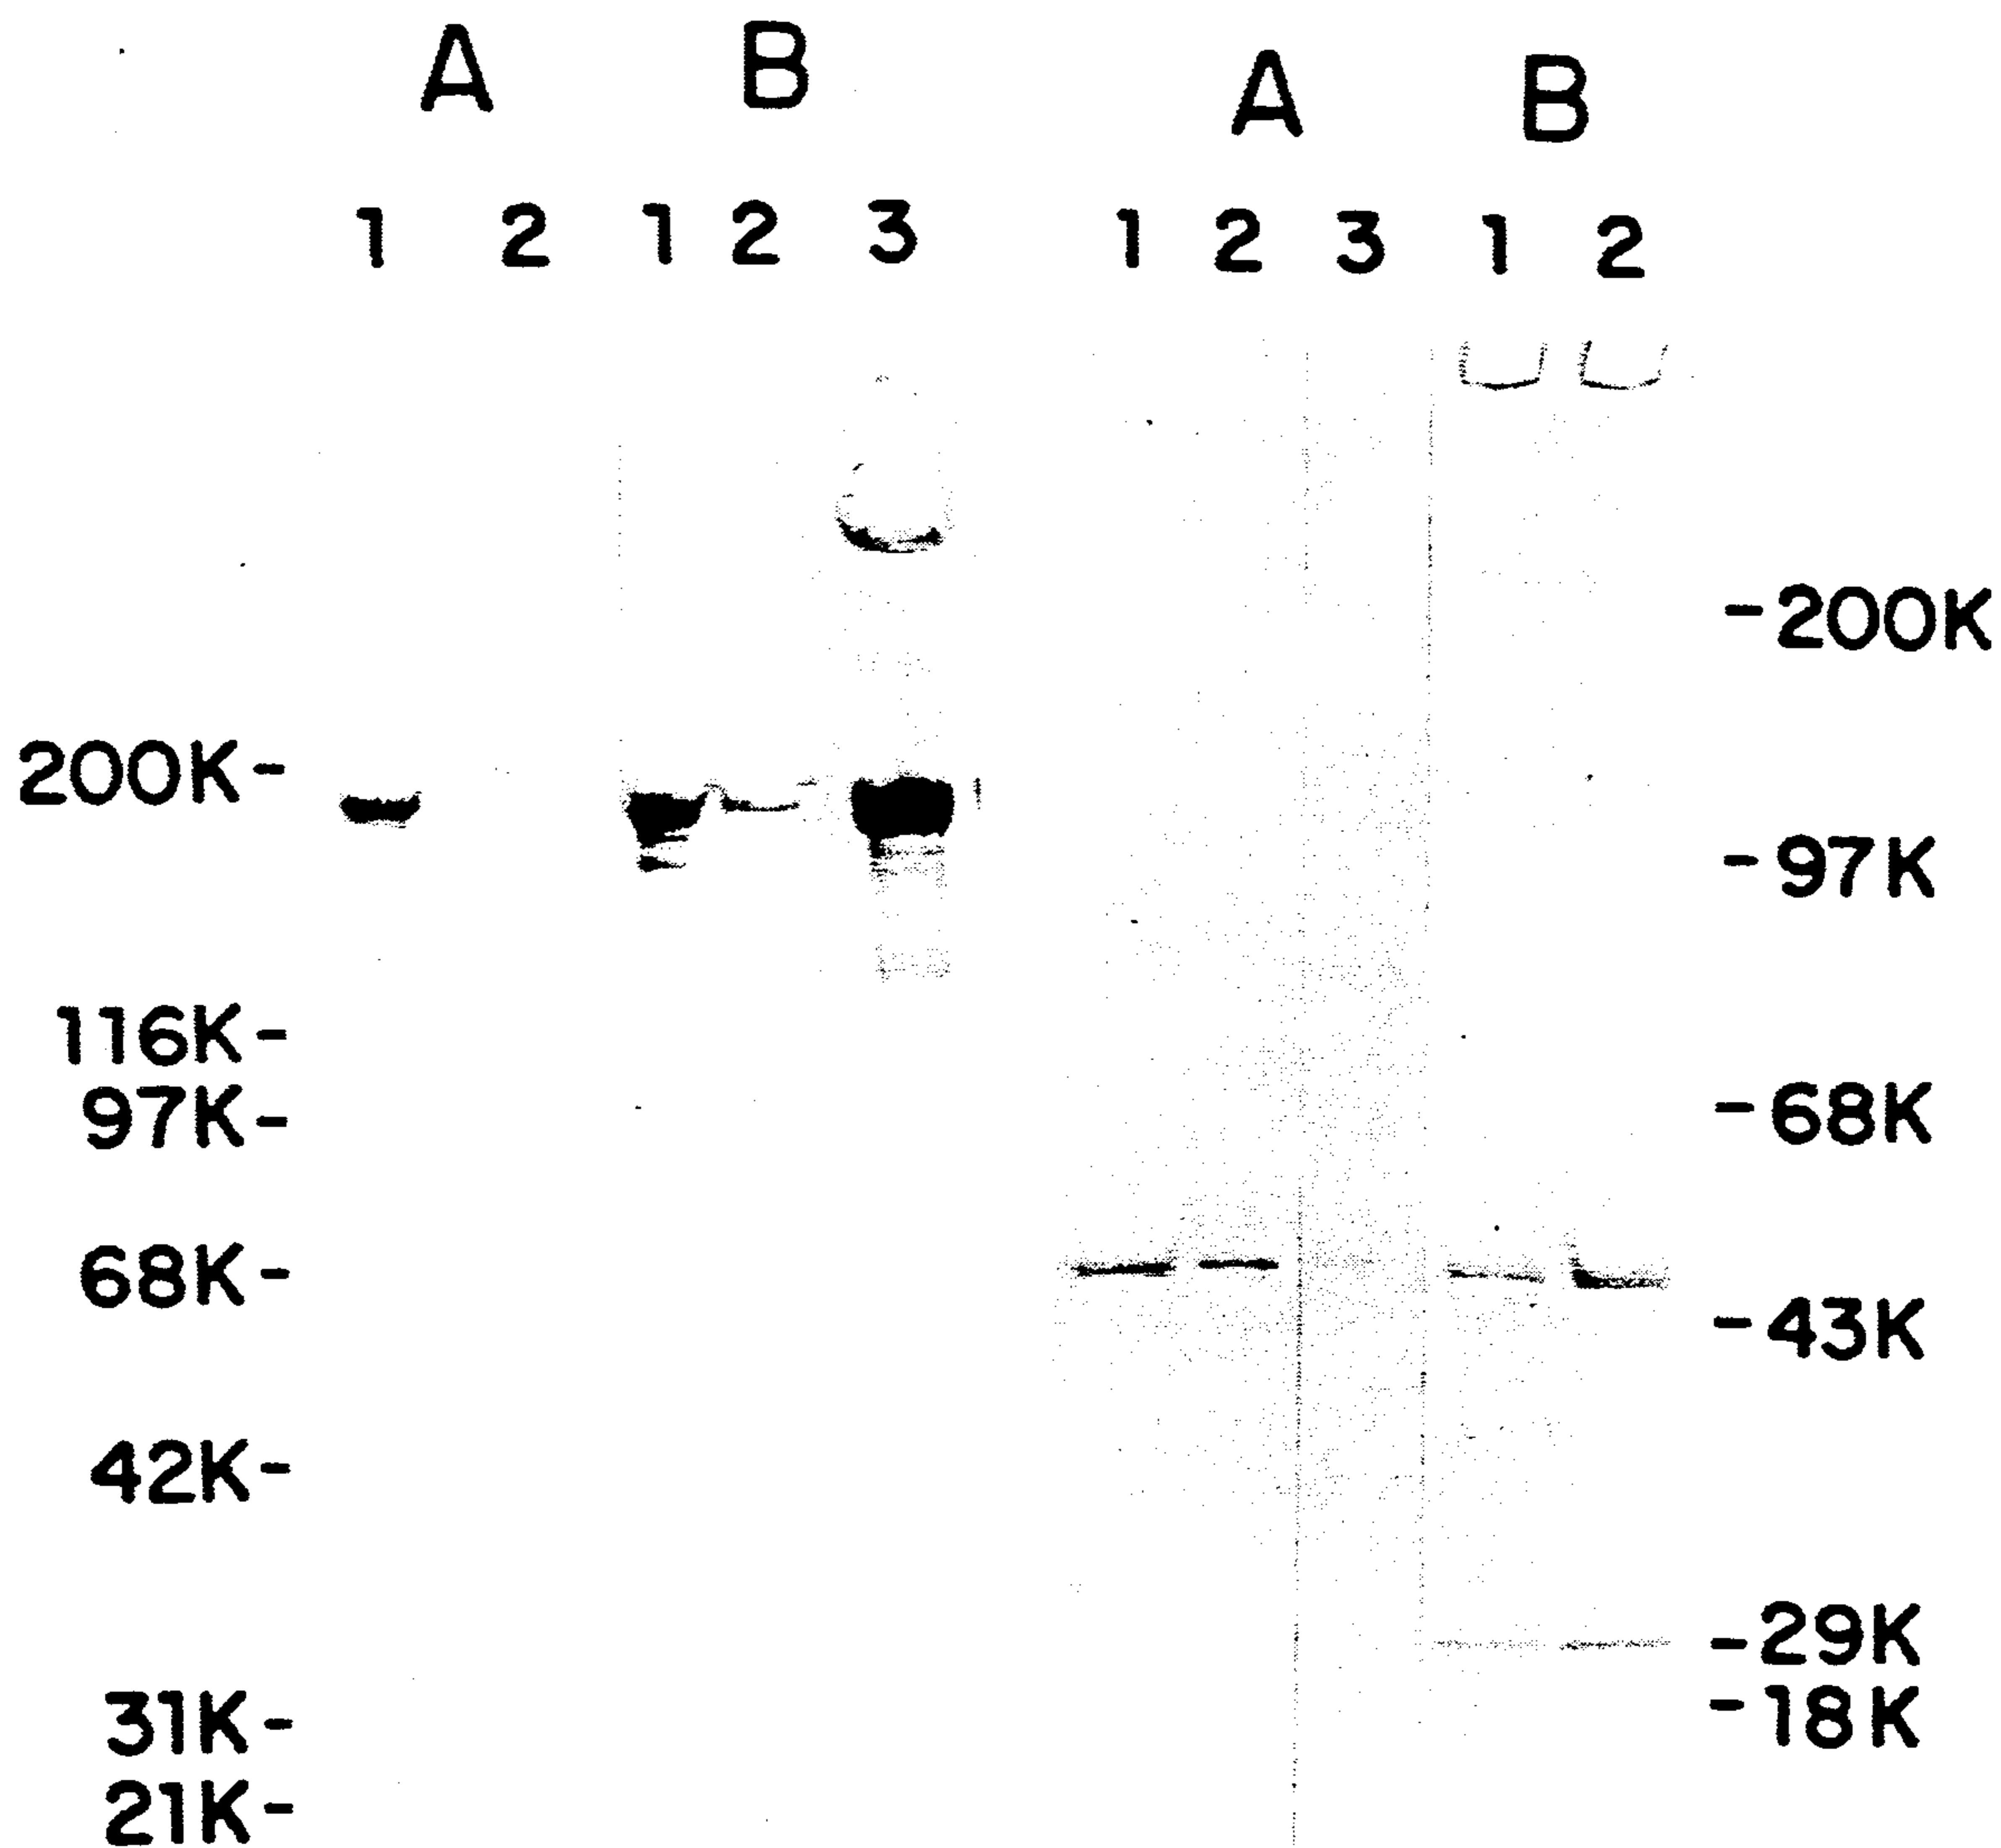 A B A B
1 2 1 2 3 1 2 3 1 2
200K-
116K-
97K-
68K-
42K-
31K-
21K-
-200K
-97K
-68K
-43K
-29K
-18K